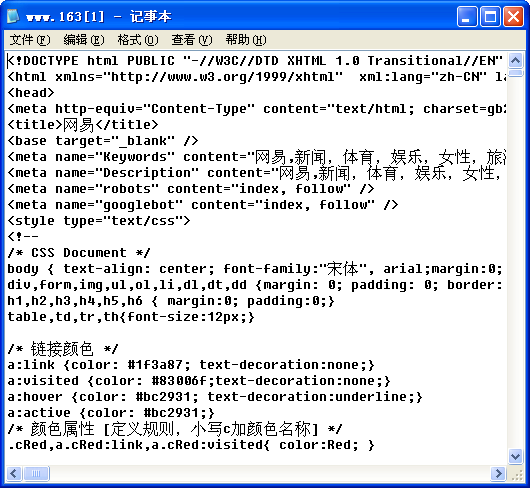 www.163[1] - 记事本
文件(F) 编辑(E) 格式(O) 查看(V) 帮助(H)
<!DOCTYPE html PUBLIC "-//W3C//DTD XHTML 1.0 Transitional//EN"
<html xmlns="http://www.w3.org/1999/xhtml"  xml:lang="zh-CN" la
<head>
<meta http-equiv="Content-Type" content="text/html; charset=gb2
<title>网易</title>
<base target="_blank" />
<meta name="Keywords" content="网易,新闻, 体育, 娱乐, 女性, 旅游
<meta name="Description" content="网易,新闻, 体育, 娱乐, 女性,
<meta name="robots" content="index, follow" />
<meta name="googlebot" content="index, follow" />
<style type="text/css">
<!--
/* CSS Document */
body { text-align: center; font-family:"宋体", arial;margin:0;
div,form,img,ul,ol,li,dl,dt,dd {margin: 0; padding: 0; border:
h1,h2,h3,h4,h5,h6 { margin:0; padding:0;}
table,td,tr,th{font-size:12px;}
/* 链接颜色 */
a:link {color: #1f3a87; text-decoration:none;}
a:visited {color: #83006f;text-decoration:none;}
a:hover {color: #bc2931; text-decoration:underline;}
a:active {color: #bc2931;}
/* 颜色属性 [定义规则, 小写c加颜色名称] */
.cRed,a.cRed:link,a.cRed:visited{ color:Red; }